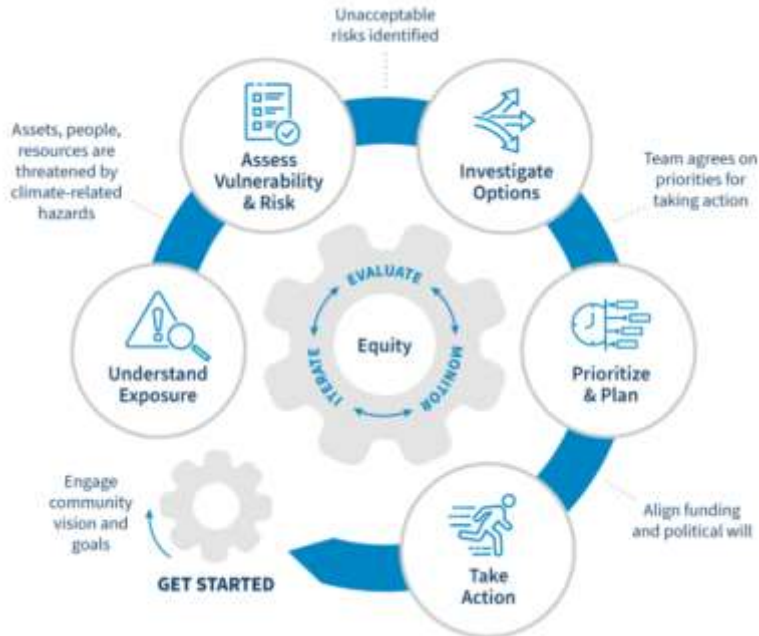 Unacceptable
risks identified
Assets, people,
resources are
threatened by
climate-related
hazards
Assess
Vulnerability
& Risk
Investigate
Options
Team agrees on
priorities for
taking action
EVALUATE
MONITOR
ITERATE
Equity
Understand
Exposure
Prioritize
& Plan
Engage
community
vision and
goals
GET STARTED
Align funding
and political will
Take
Action